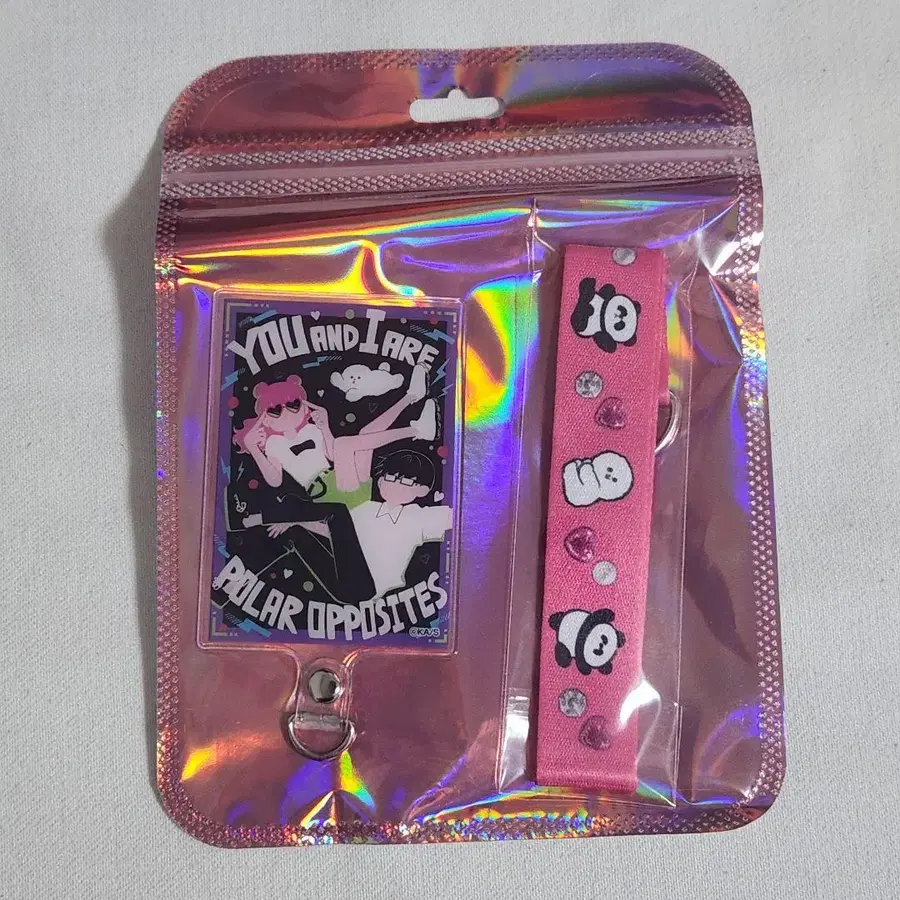 YOU AND I ARE
POLAR OPPOSITES
©KA/S